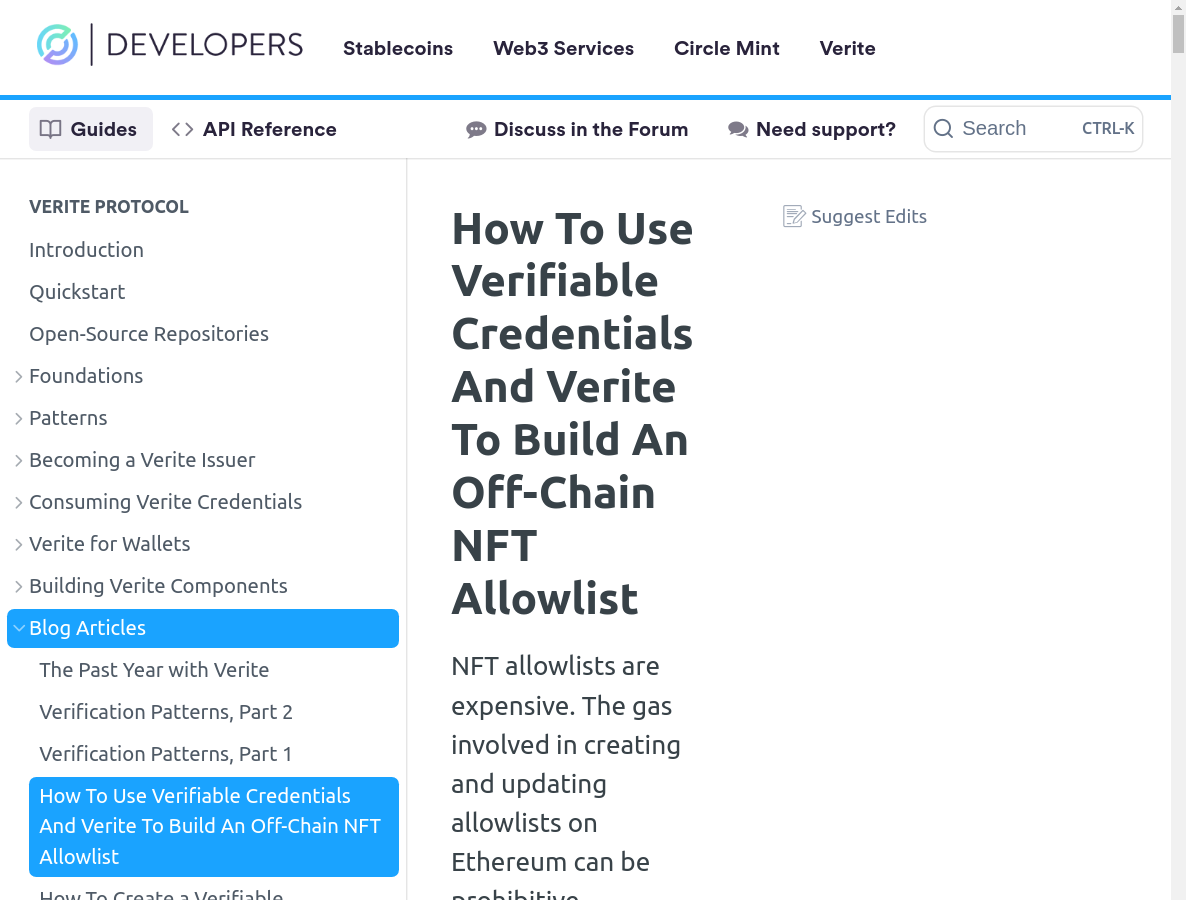 DEVELOPERS Stablecoins Web3 Services Circle Mint Verite
Guides API Reference Discuss in the Forum Need support? Search CTRL-K
VERITE PROTOCOL
Introduction
Quickstart
Open-Source Repositories
Foundations
Patterns
Becoming a Verite Issuer
Consuming Verite Credentials
Verite for Wallets
Building Verite Components
Blog Articles
The Past Year with Verite
Verification Patterns, Part 2
Verification Patterns, Part 1
How To Use Verifiable Credentials
And Verite To Build An Off-Chain NFT
Allowlist
How To Create a Verifiable
How To Use
Verifiable
Credentials
And Verite
To Build An
Off-Chain
NFT
Allowlist
NFT allowlists are
expensive. The gas
involved in creating
and updating
allowlists on
Ethereum can be
prohibitive
Suggest Edits